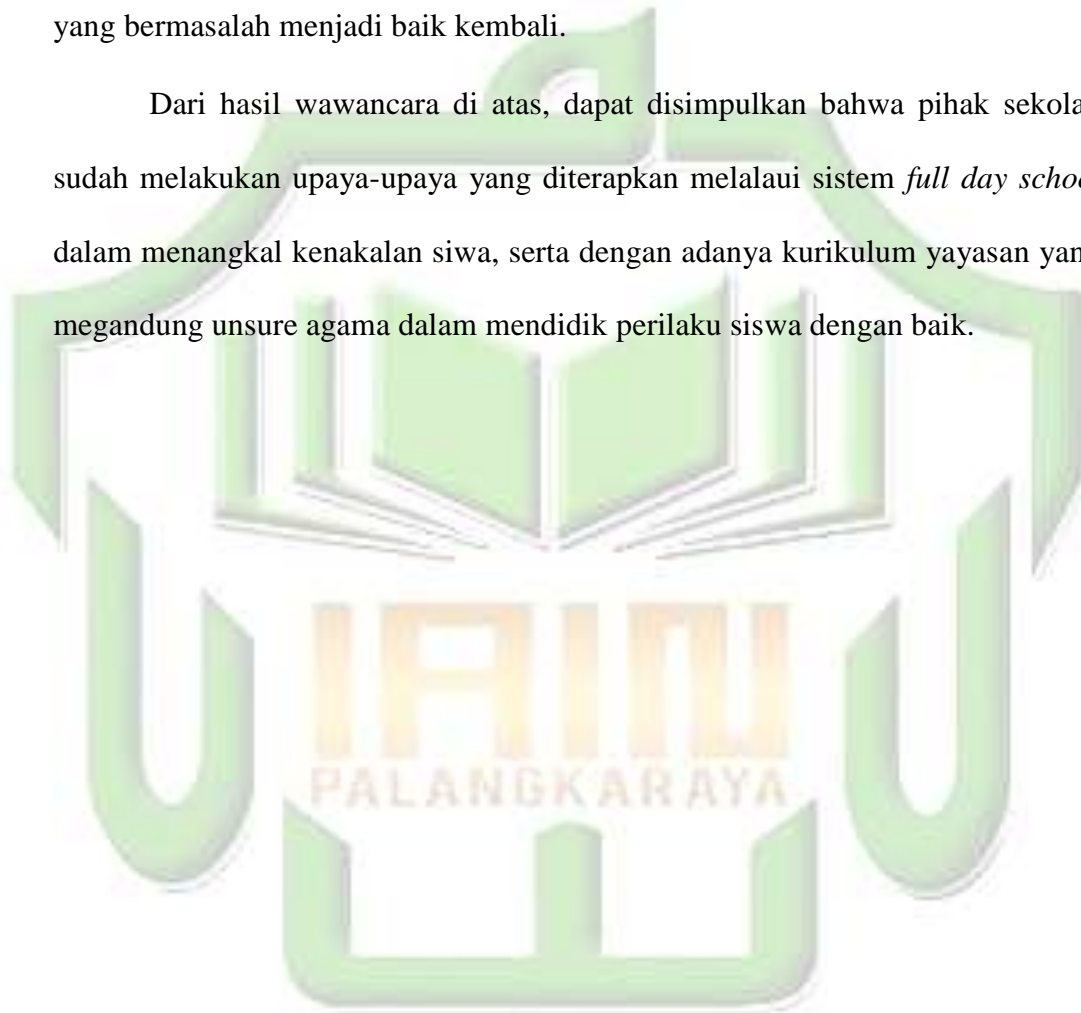 yang bermasalah menjadi baik kembali.
Dari hasil wawancara di atas, dapat disimpulkan bahwa pihak sekola
sudah melakukan upaya-upaya yang diterapkan melalaui sistem full day schoo
dalam menangkal kenakalan siwa, serta dengan adanya kurikulum yayasan yan
megandung unsure agama dalam mendidik perilaku siswa dengan baik.
IAIN
PALANGKARAYA